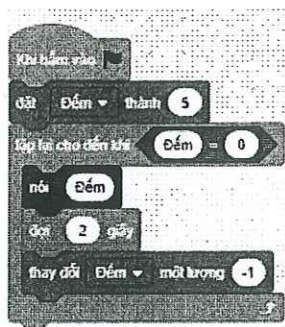 Khi bấm vào
đặt Đếm thành 5
lặp lại cho đến khi Đếm = 0
nói Đếm
đợi 2 giây
thay đổi Đếm một lượng -1